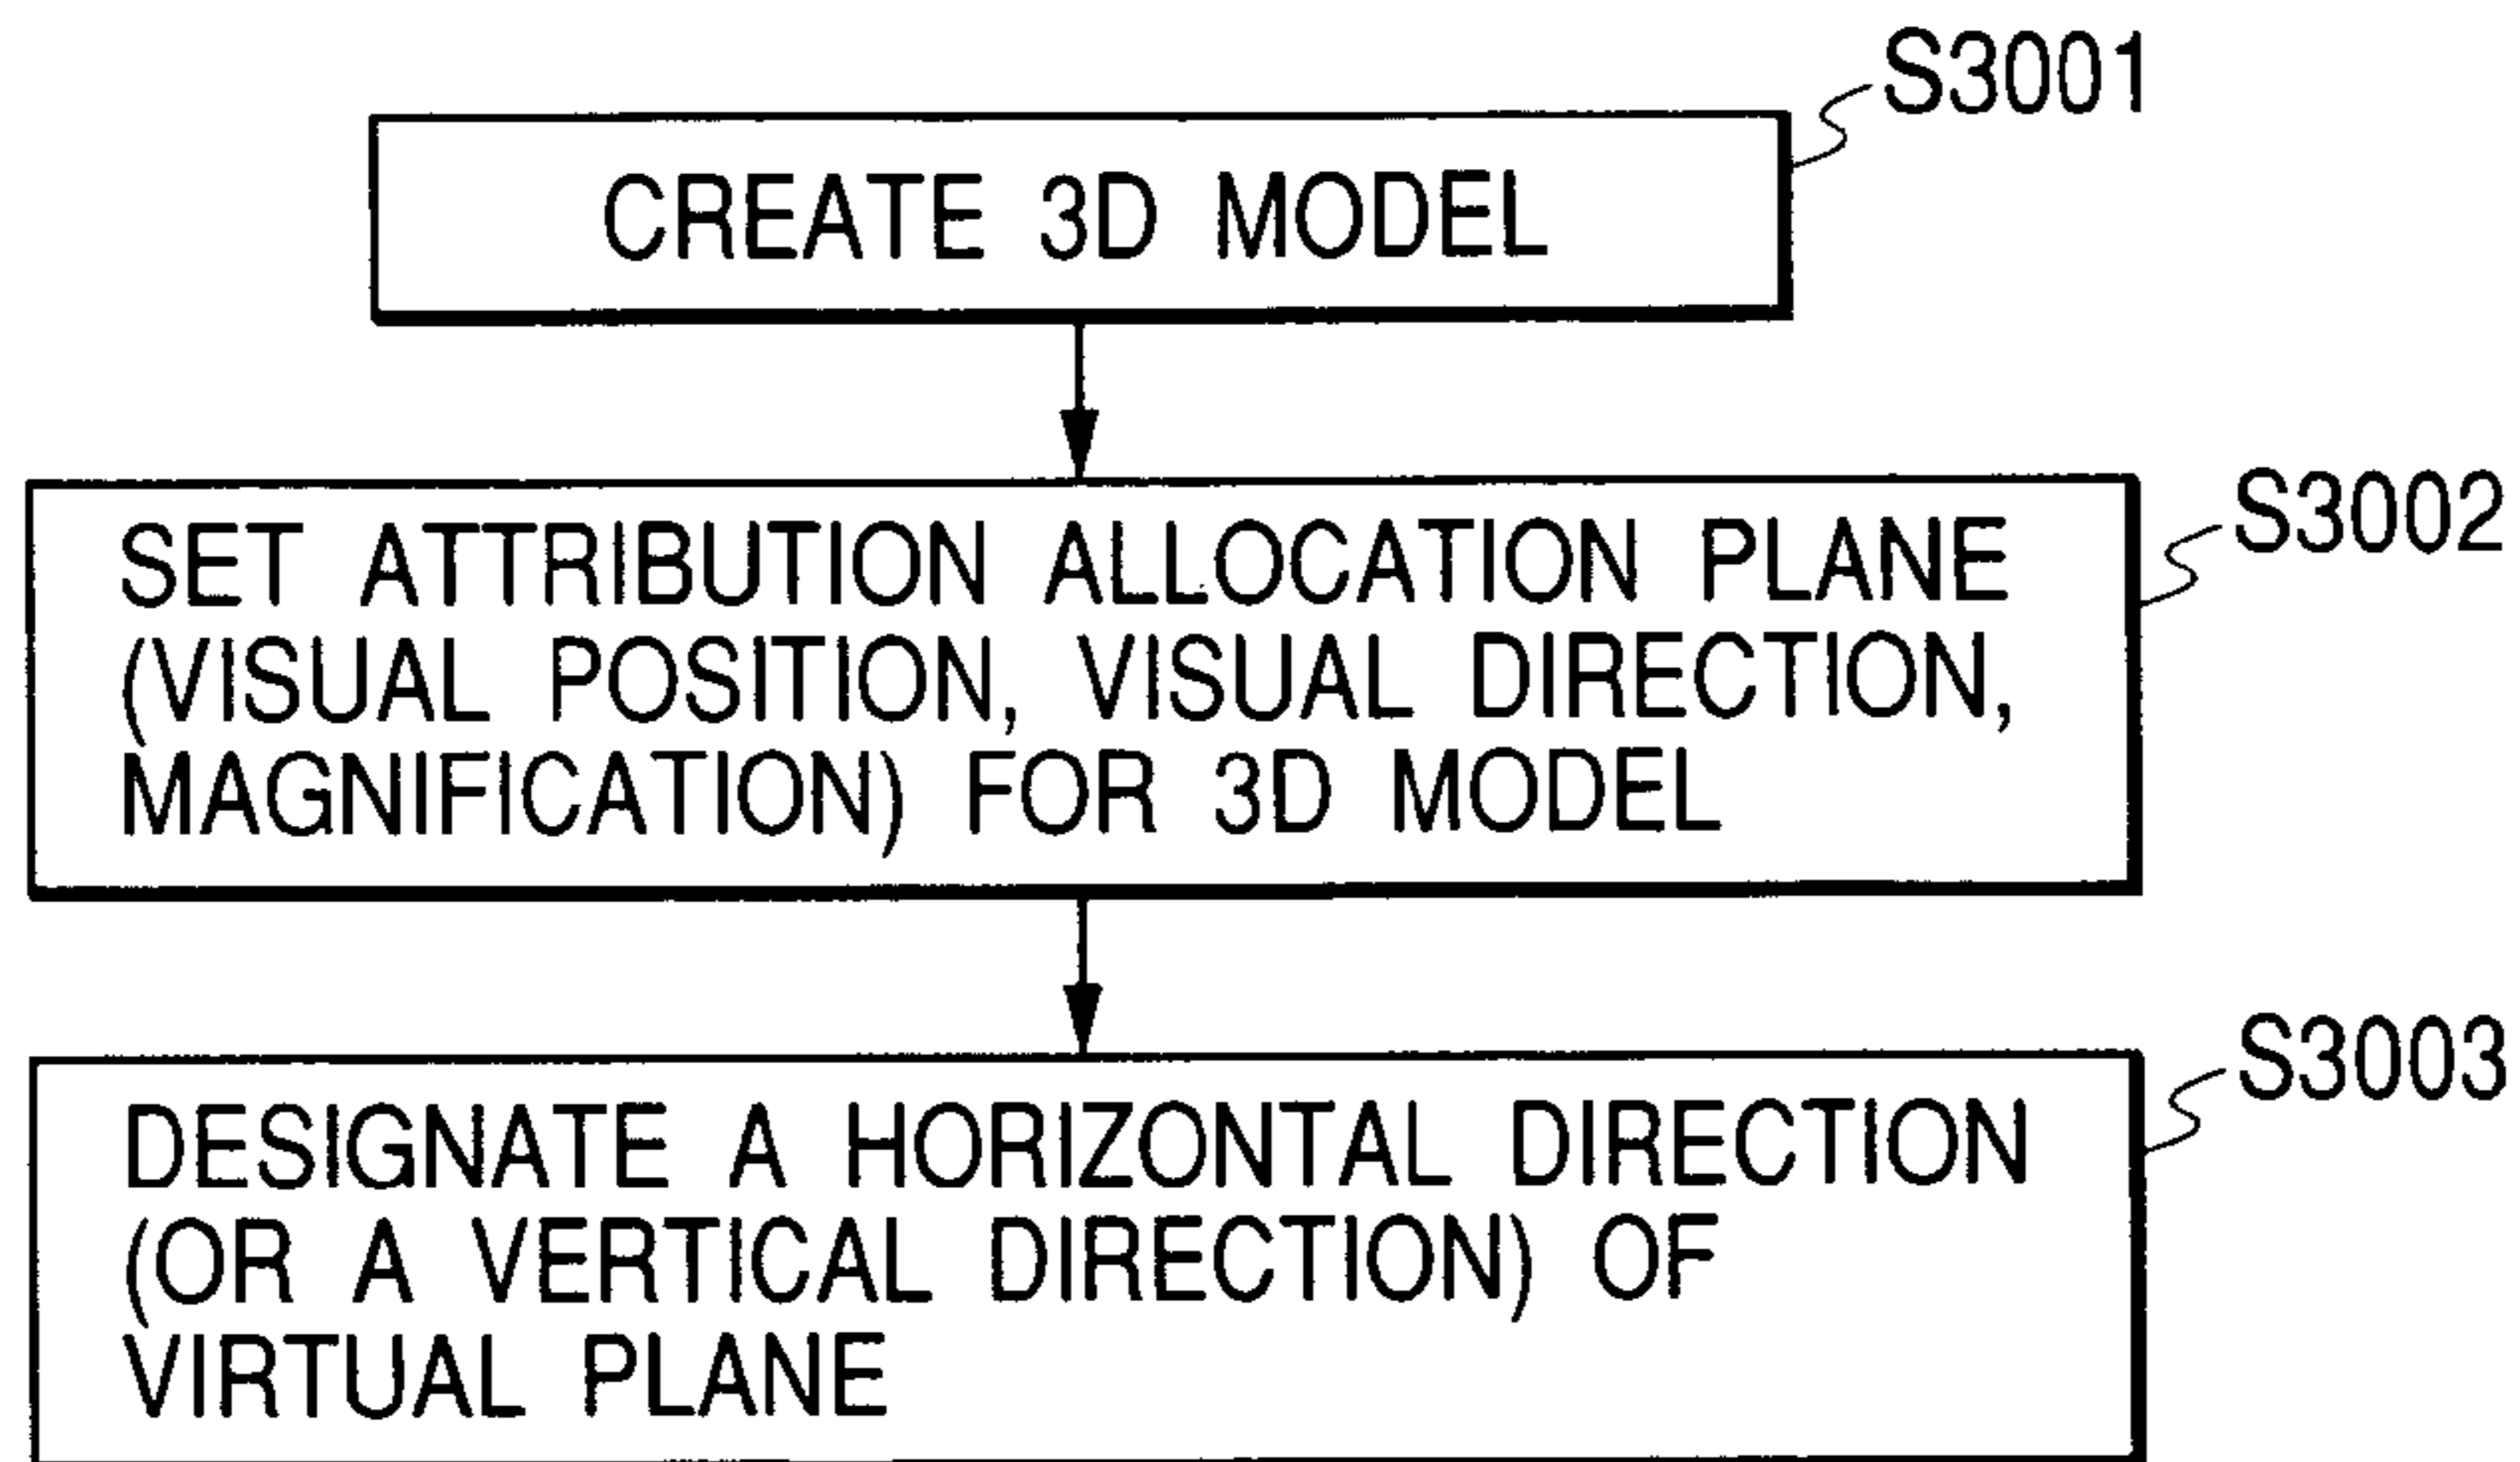 S3001
CREATE 3D MODEL
S3002
SET ATTRIBUTION ALLOCATION PLANE
(VISUAL POSITION, VISUAL DIRECTION,
MAGNIFICATION) FOR 3D MODEL
S3003
DESIGNATE A HORIZONTAL DIRECTION
(OR A VERTICAL DIRECTION) OF
VIRTUAL PLANE